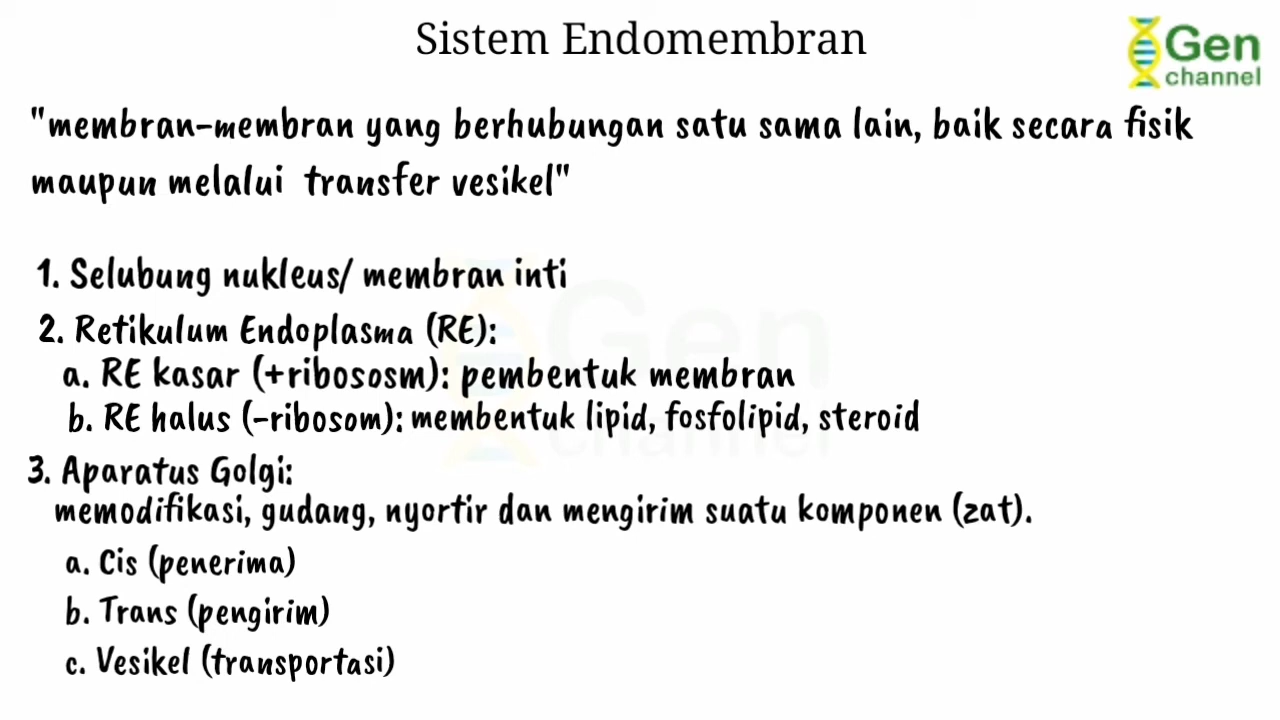 Sistem Endomembran
Gen
channel
"membran-membran yang berhubungan satu sama lain, baik secara fisik
maupun melalui transfer vesikel"
1. Selubung nukleus/ membran inti
2. Retikulum Endoplasma (RE):
a. RE kasar (+ribososm): pembentuk membran
b. RE halus (-ribosom): membentuk lipid, fosfolipid, steroid
3. Aparatus Golgi:
memodifikasi, gudang, nyortir dan mengirim suatu komponen (zat).
a. Cis (penerima)
b. Trans (pengirim)
c. Vesikel (transportasi)
Gen
channel